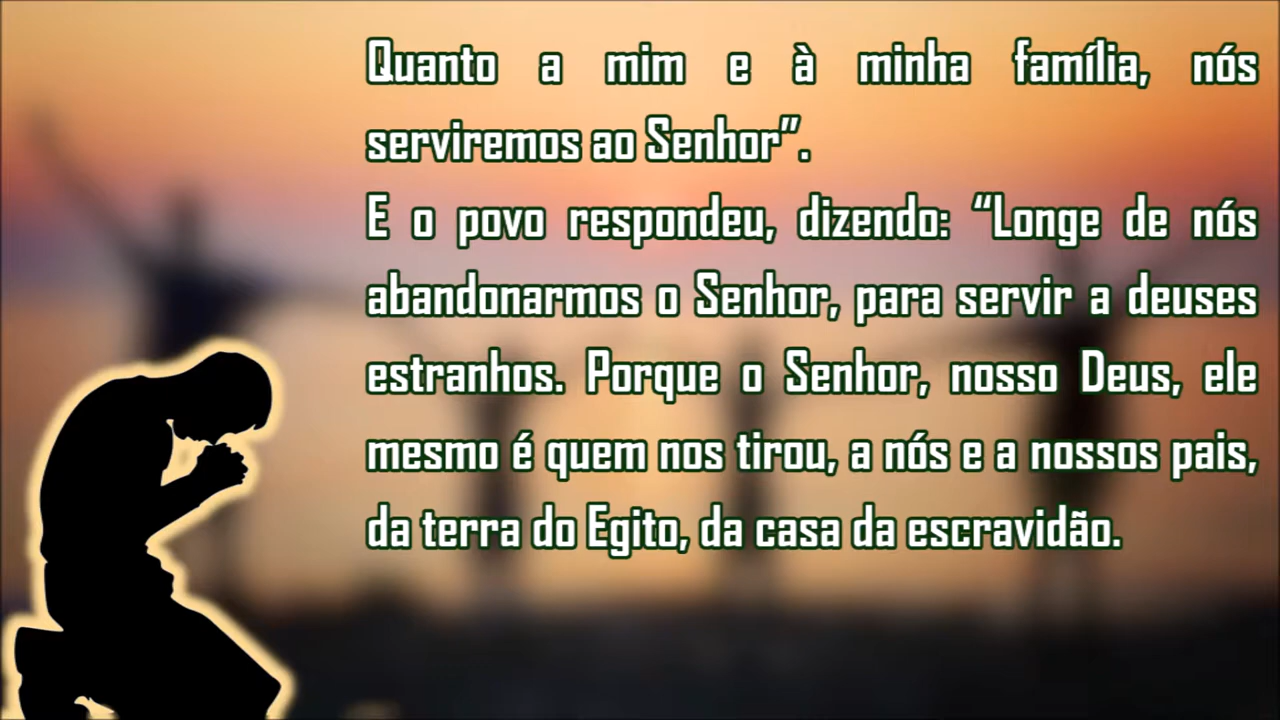 Quanto a mim e à minha família, nós
serviremos ao Senhor”.
E o povo respondeu, dizendo: “Longe de nós
abandonarmos o Senhor, para servir a deuses
estranhos. Porque o Senhor, nosso Deus, ele
mesmo é quem nos tirou, a nós e a nossos pais,
da terra do Egito, da casa da escravidão.